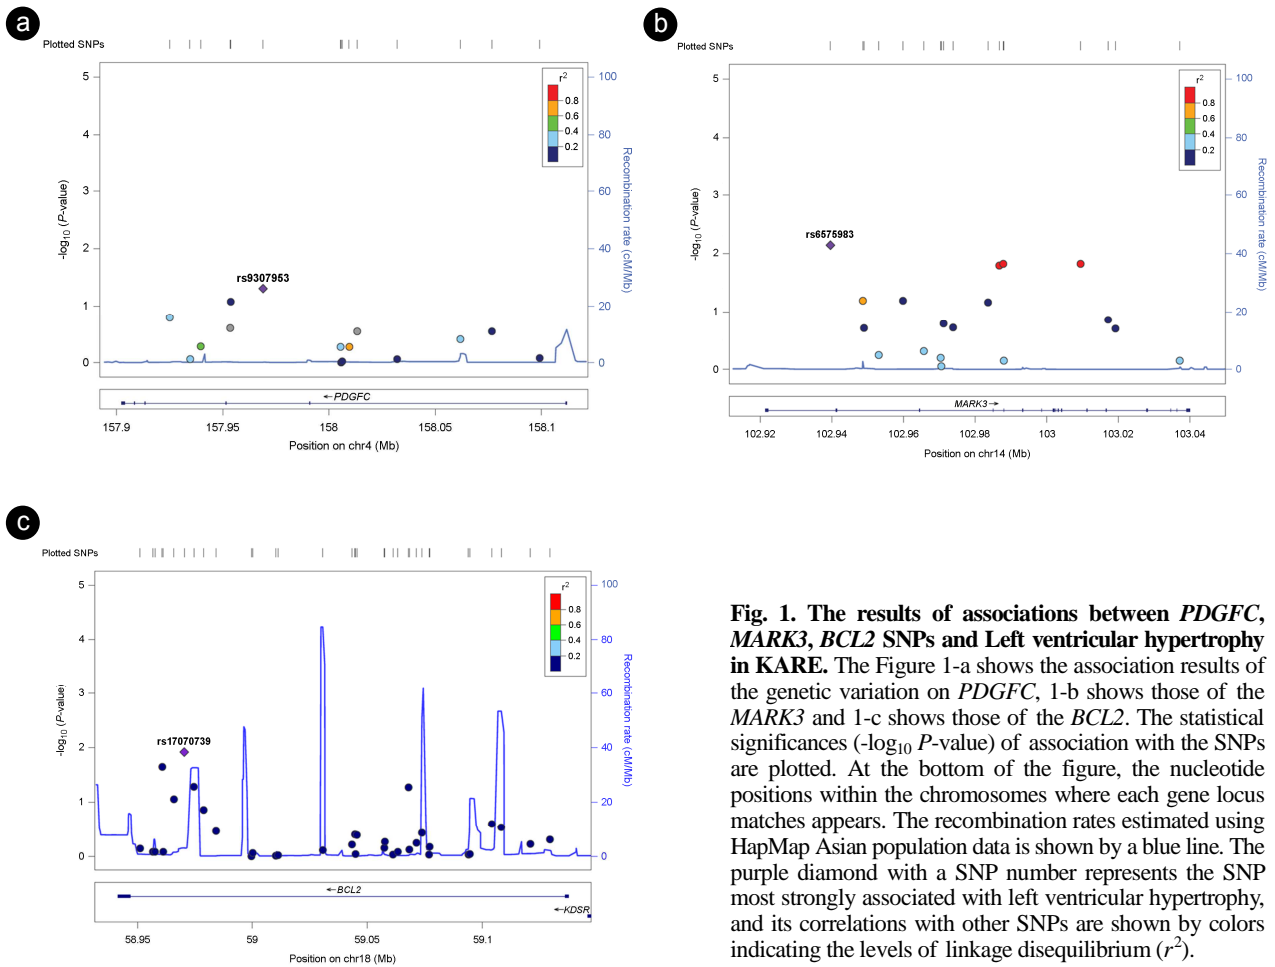 a
Plotted SNPs
5
4
3
2
1
0
-log10 (P-value)
r2
0.8
0.6
0.4
0.2
100
80
60
40
20
0
Recombination rate (cM/Mb)
rs9307953
←PDGFC
157.9
157.95
158
158.05
158.1
Position on chr4 (Mb)
b
Plotted SNPs
5
4
3
2
1
0
-log10 (P-value)
r2
0.8
0.6
0.4
0.2
100
80
60
40
20
0
Recombination rate (cM/Mb)
rs6575983
MARK3→
102.92
102.94
102.96
102.98
103
103.02
103.04
Position on chr14 (Mb)
c
Plotted SNPs
5
4
3
2
1
0
-log10 (P-value)
r2
0.8
0.6
0.4
0.2
100
80
60
40
20
0
Recombination rate (cM/Mb)
rs17070739
←BCL2
←KDSR
58.95
59
59.05
59.1
Position on chr18 (Mb)
Fig. 1. The results of associations between PDGFC,
MARK3, BCL2 SNPs and Left ventricular hypertrophy
in KARE. The Figure 1-a shows the association results of
the genetic variation on PDGFC, 1-b shows those of the
MARK3 and 1-c shows those of the BCL2. The statistical
significances (-log10 P-value) of association with the SNPs
are plotted. At the bottom of the figure, the nucleotide
positions within the chromosomes where each gene locus
matches appears. The recombination rates estimated using
HapMap Asian population data is shown by a blue line. The
purple diamond with a SNP number represents the SNP
most strongly associated with left ventricular hypertrophy,
and its correlations with other SNPs are shown by colors
indicating the levels of linkage disequilibrium (r2).